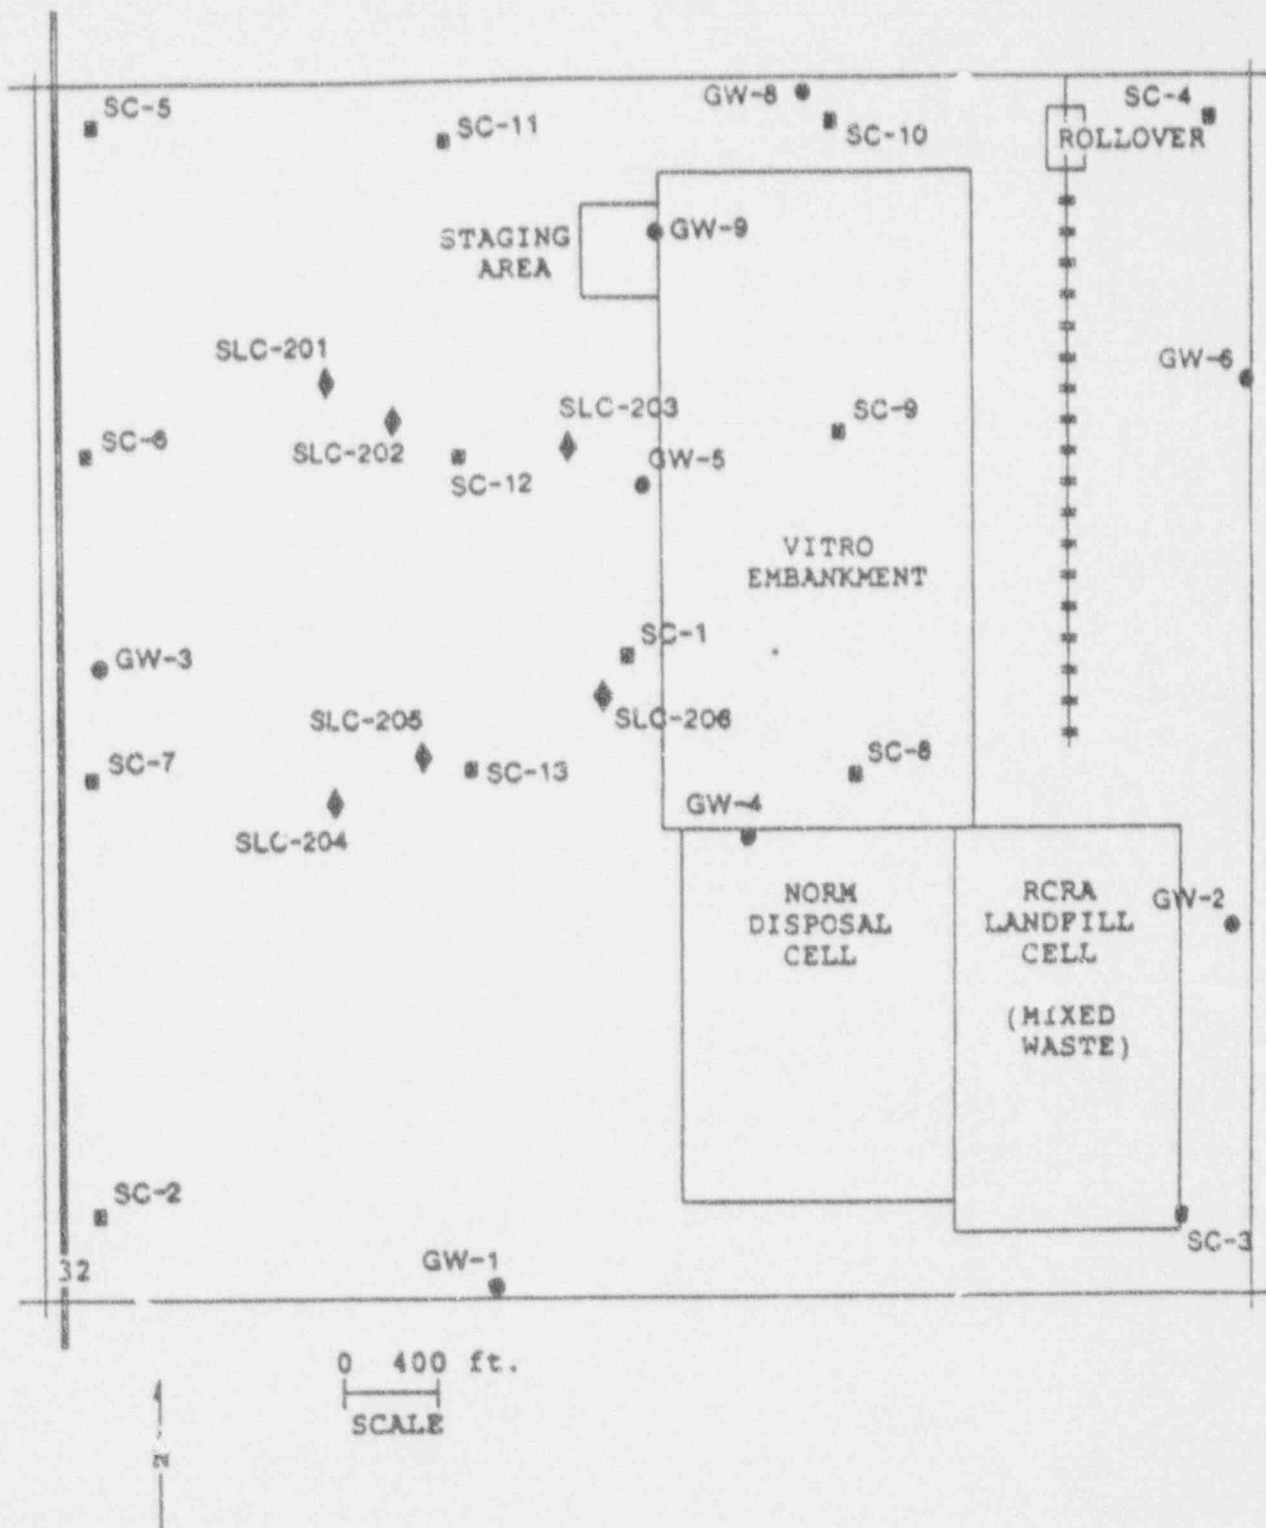 SC-5
SC-11
GW-8
SC-10
SC-4
ROLLOVER
STAGING
AREA
GW-9
SLC-201
SLC-202
SLC-203
SC-9
GW-6
SC-6
SC-12
GW-5
VITRO
EMBANKMENT
SC-1
GW-3
SLC-205
SLC-206
SC-7
SC-13
SC-8
GW-4
SLC-204
NORM
DISPOSAL
CELL
RCRA
LANDFILL
CELL
(MIXED
WASTE)
GW-2
SC-2
SC-3
GW-1
32
0 400 ft.
SCALE
N